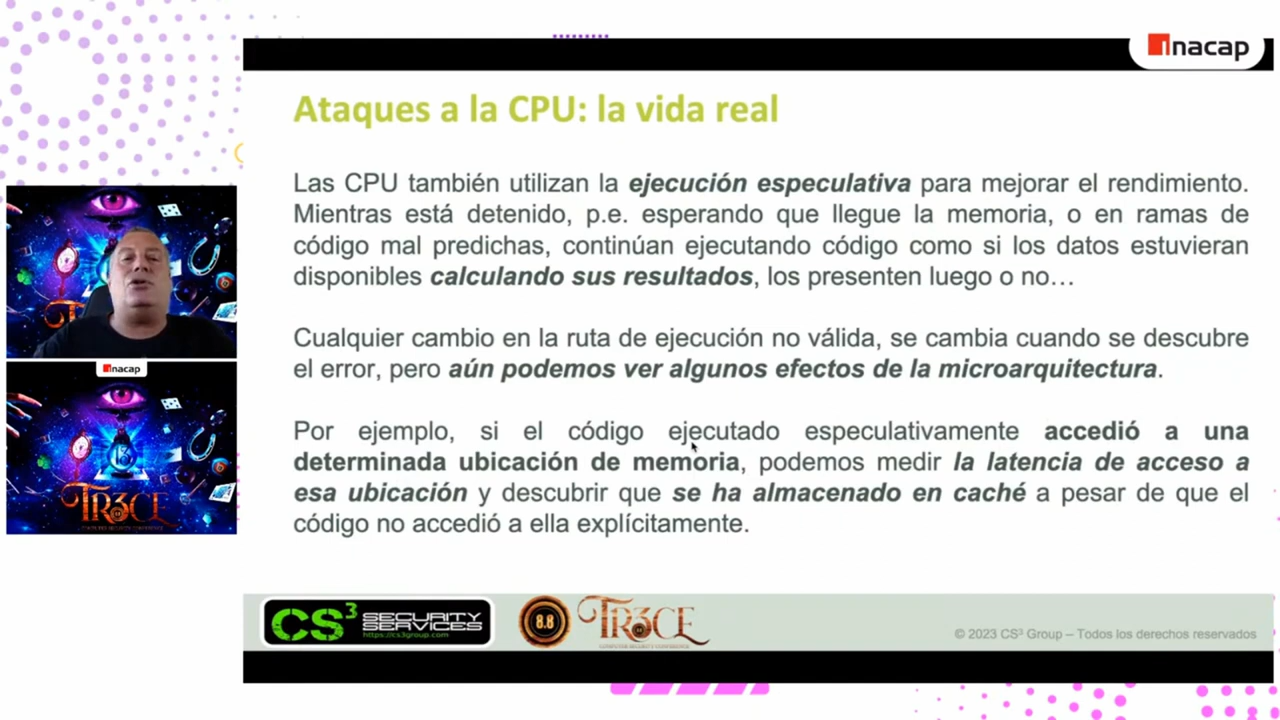 inacap
Ataques a la CPU: la vida real
Las CPU también utilizan la ejecución especulativa para mejorar el rendimiento.
Mientras está detenido, p.e. esperando que llegue la memoria, o en ramas de
código mal predichas, continúan ejecutando código como si los datos estuvieran
disponibles calculando sus resultados, los presenten luego o no…
Cualquier cambio en la ruta de ejecución no válida, se cambia cuando se descubre
el error, pero aún podemos ver algunos efectos de la microarquitectura.
Por ejemplo, si el código ejecutado especulativamente accedió a una
determinada ubicación de memoria, podemos medir la latencia de acceso a
esa ubicación y descubrir que se ha almacenado en caché a pesar de que el
código no accedió a ella explícitamente.
inacap
13
TR3CE
CS³ SECURITY
SERVICES
https://cs3group.com
8.8
TR3CE
© 2023 CS³ Group – Todos los derechos reservados